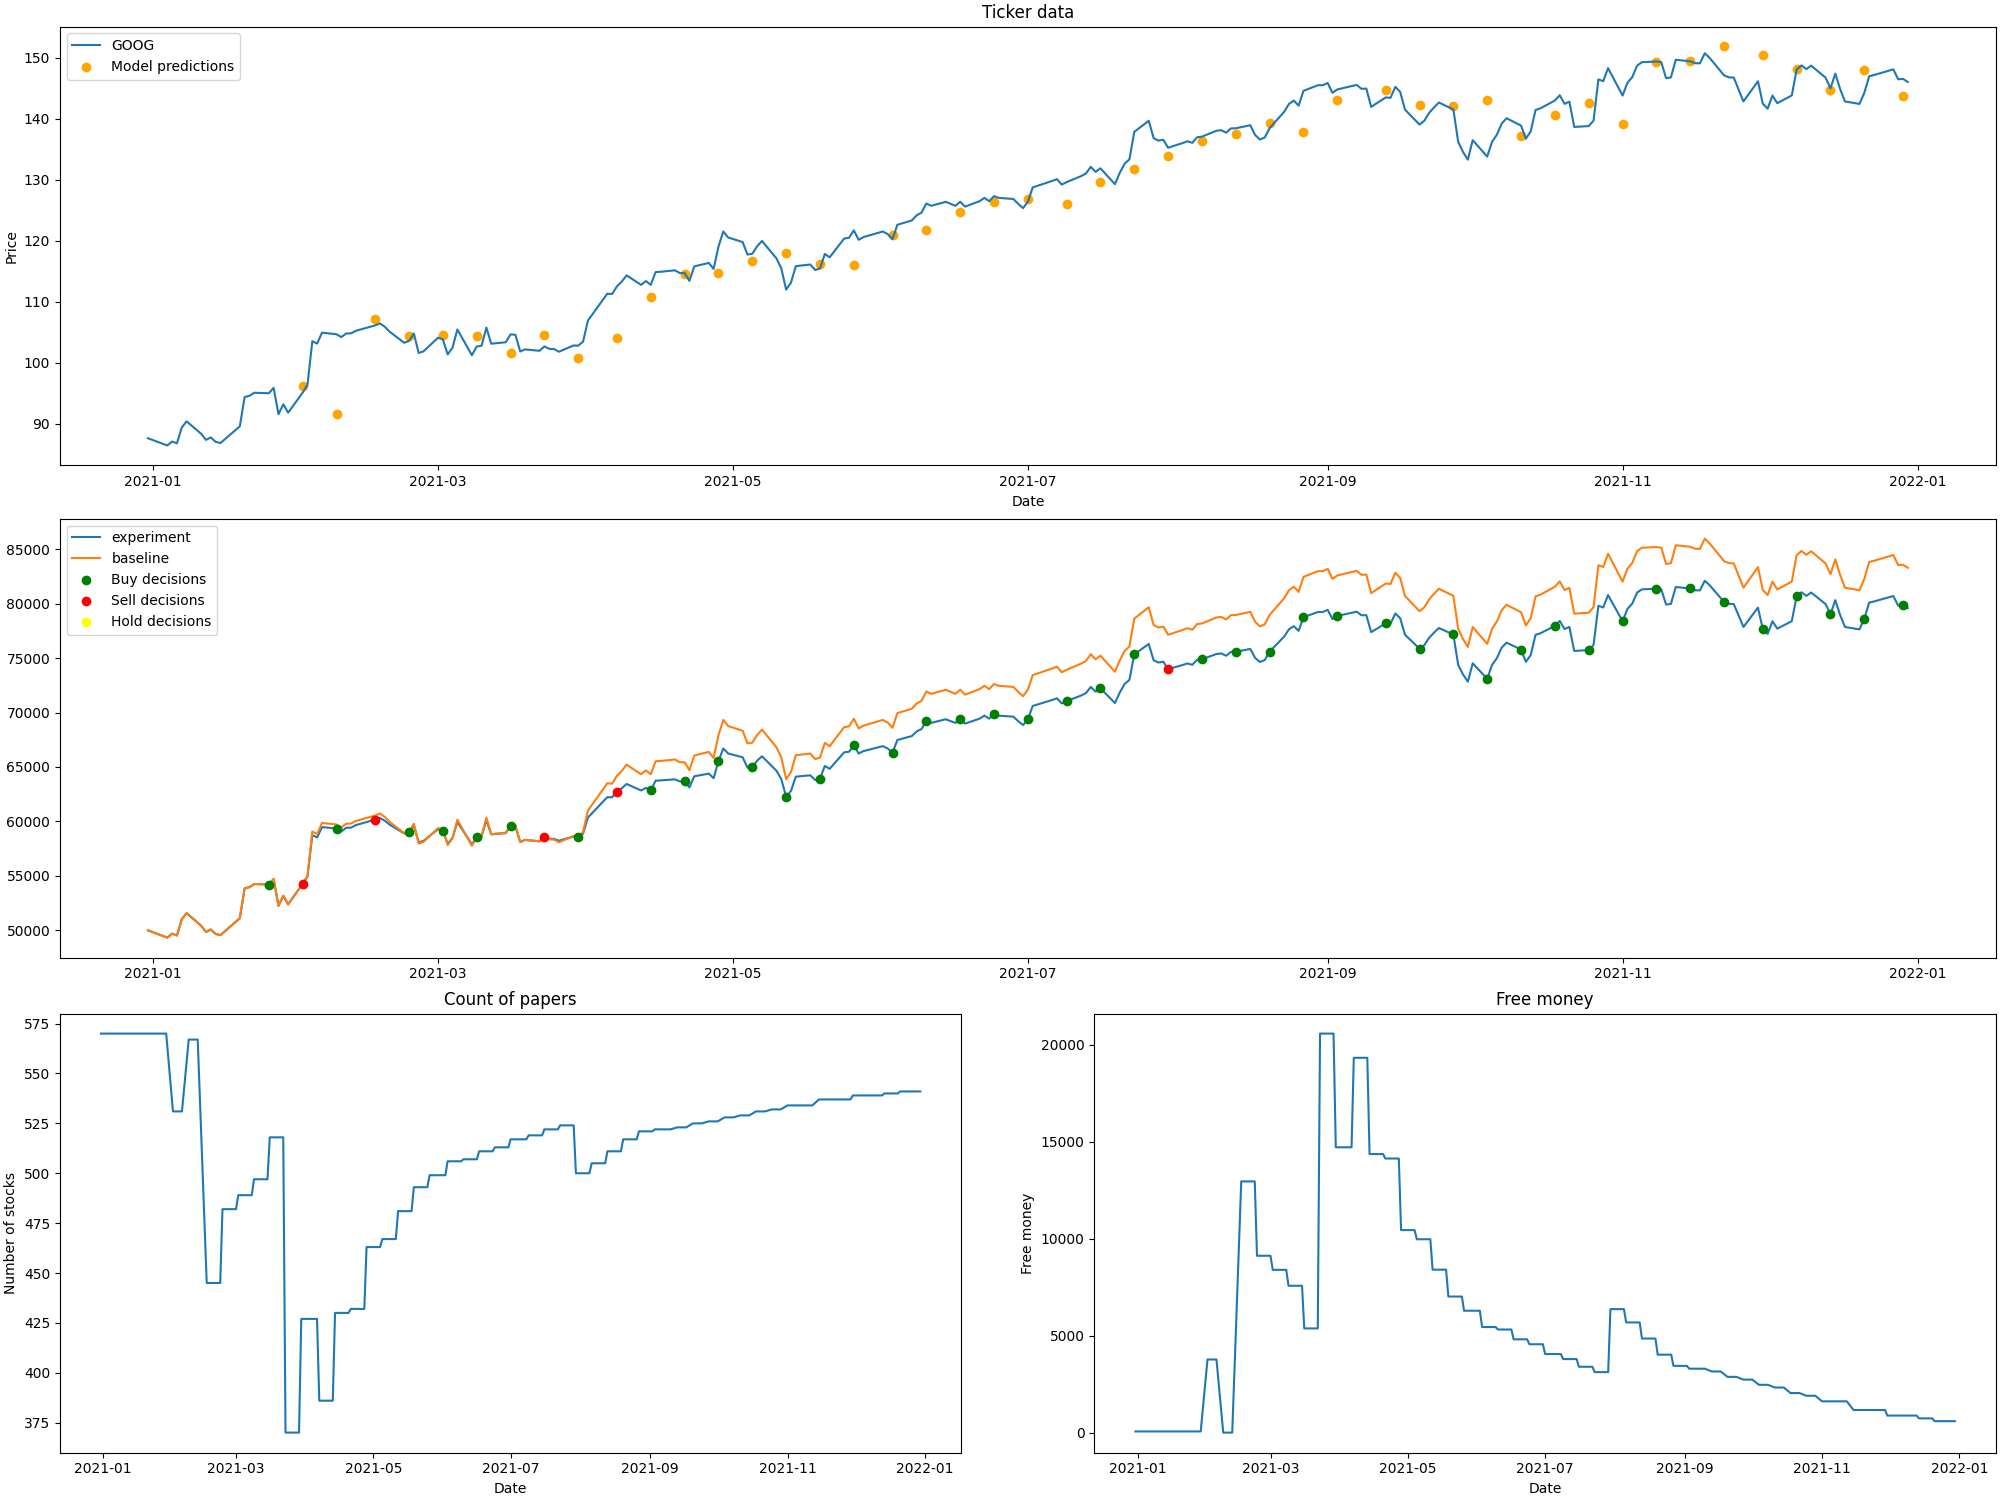 Ticker data
GOOG
Model predictions
150
140
130
120
110
100
90
Price
2021-01 2021-03 2021-05 2021-07 2021-09 2021-11 2022-01
Date
experiment
baseline
Buy decisions
Sell decisions
Hold decisions
85000
80000
75000
70000
65000
60000
55000
50000
2021-01 2021-03 2021-05 2021-07 2021-09 2021-11 2022-01
Count of papers
575
550
525
500
475
450
425
400
375
Number of stocks
2021-01 2021-03 2021-05 2021-07 2021-09 2021-11 2022-01
Date
Free money
20000
15000
10000
5000
0
Free money
2021-01 2021-03 2021-05 2021-07 2021-09 2021-11 2022-01
Date